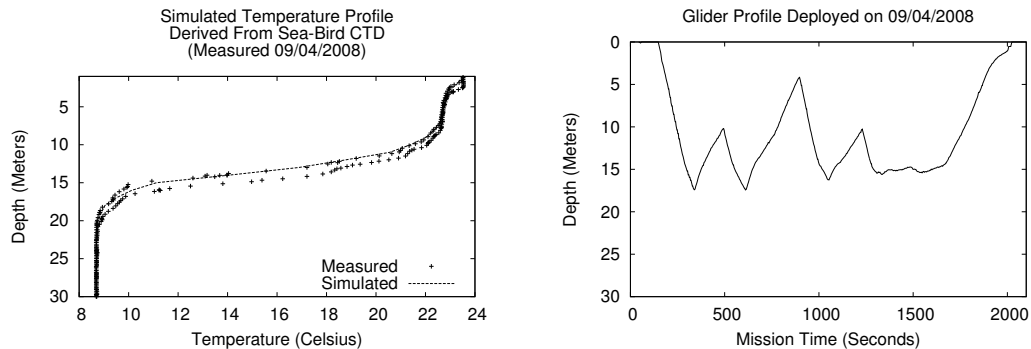 Simulated Temperature Profile
Derived From Sea-Bird CTD
(Measured 09/04/2008)
5
10
15
20
25
30
Depth (Meters)
Measured
Simulated
8 10 12 14 16 18 20 22 24
Temperature (Celsius)
Glider Profile Deployed on 09/04/2008
0
5
10
15
20
25
30
Depth (Meters)
0 500 1000 1500 2000
Mission Time (Seconds)